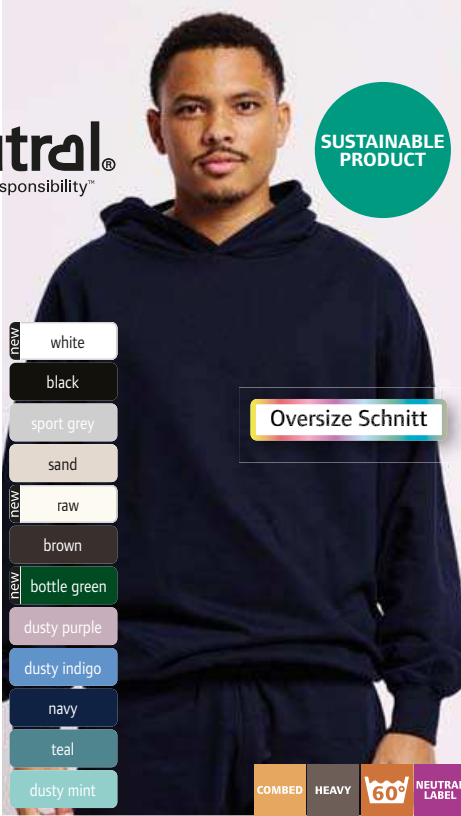 tral®
sponsibility™
SUSTAINABLE
PRODUCT
new
white
black
sport grey
sand
new
raw
brown
new
bottle green
dusty purple
dusty indigo
navy
teal
dusty mint
Oversize Schnitt
COMBED
HEAVY
60°
NEUTRAL
LABEL